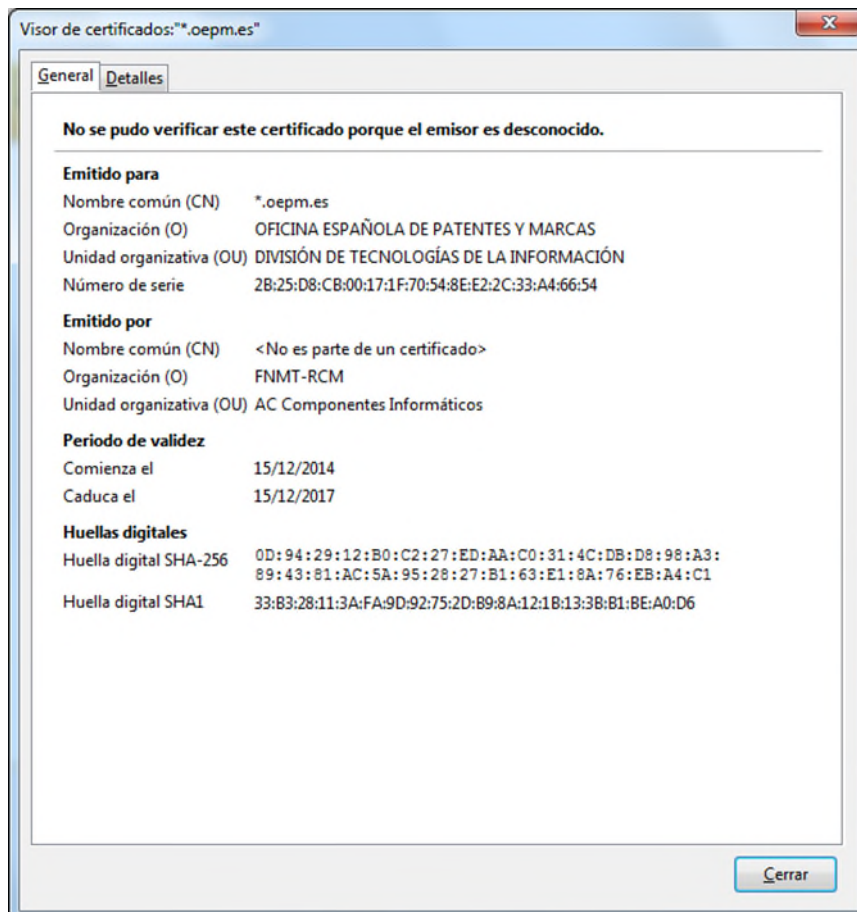 Visor de certificados:"*.oepm.es"
General Detalles
No se pudo verificar este certificado porque el emisor es desconocido.
Emitido para
Nombre común (CN) *.oepm.es
Organización (O) OFICINA ESPAÑOLA DE PATENTES Y MARCAS
Unidad organizativa (OU) DIVISIÓN DE TECNOLOGÍAS DE LA INFORMACIÓN
Número de serie 2B:25:D8:CB:00:17:1F:70:54:8E:E2:2C:33:A4:66:54
Emitido por
Nombre común (CN) <No es parte de un certificado>
Organización (O) FNMT-RCM
Unidad organizativa (OU) AC Componentes Informáticos
Periodo de validez
Comienza el 15/12/2014
Caduca el 15/12/2017
Huellas digitales
Huella digital SHA-256 0D:94:29:12:B0:C2:27:ED:AA:C0:31:4C:DB:D8:98:A3:
89:43:81:AC:5A:95:28:27:B1:63:E1:8A:76:EB:A4:C1
Huella digital SHA1 33:B3:28:11:3A:FA:9D:92:75:2D:B9:8A:12:1B:13:3B:B1:BE:A0:D6
Cerrar